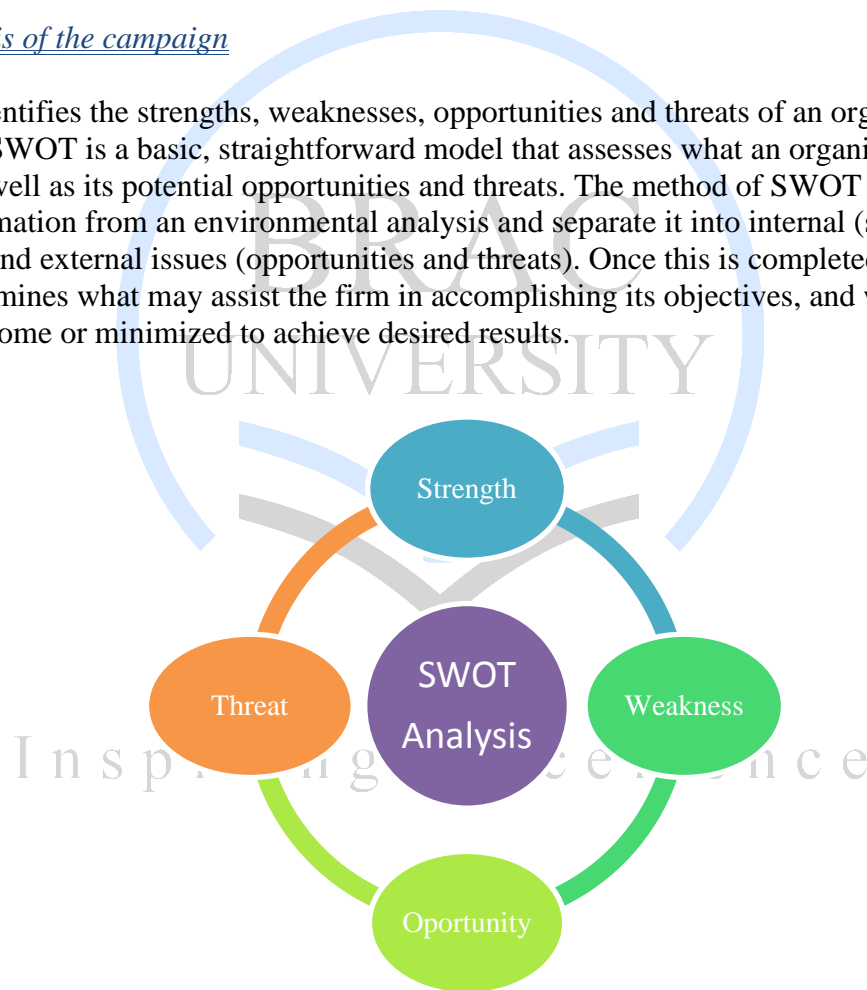 is of the campaign
entifies the strengths, weaknesses, opportunities and threats of an org
SWOT is a basic, straightforward model that assesses what an organi
well as its potential opportunities and threats. The method of SWOT
mation from an environmental analysis and separate it into internal (s
nd external issues (opportunities and threats). Once this is completed
mines what may assist the firm in accomplishing its objectives, and w
ome or minimized to achieve desired results.
BRAC
UNIVERSITY
Strength
Threat
SWOT
Analysis
Weakness
Oportunity